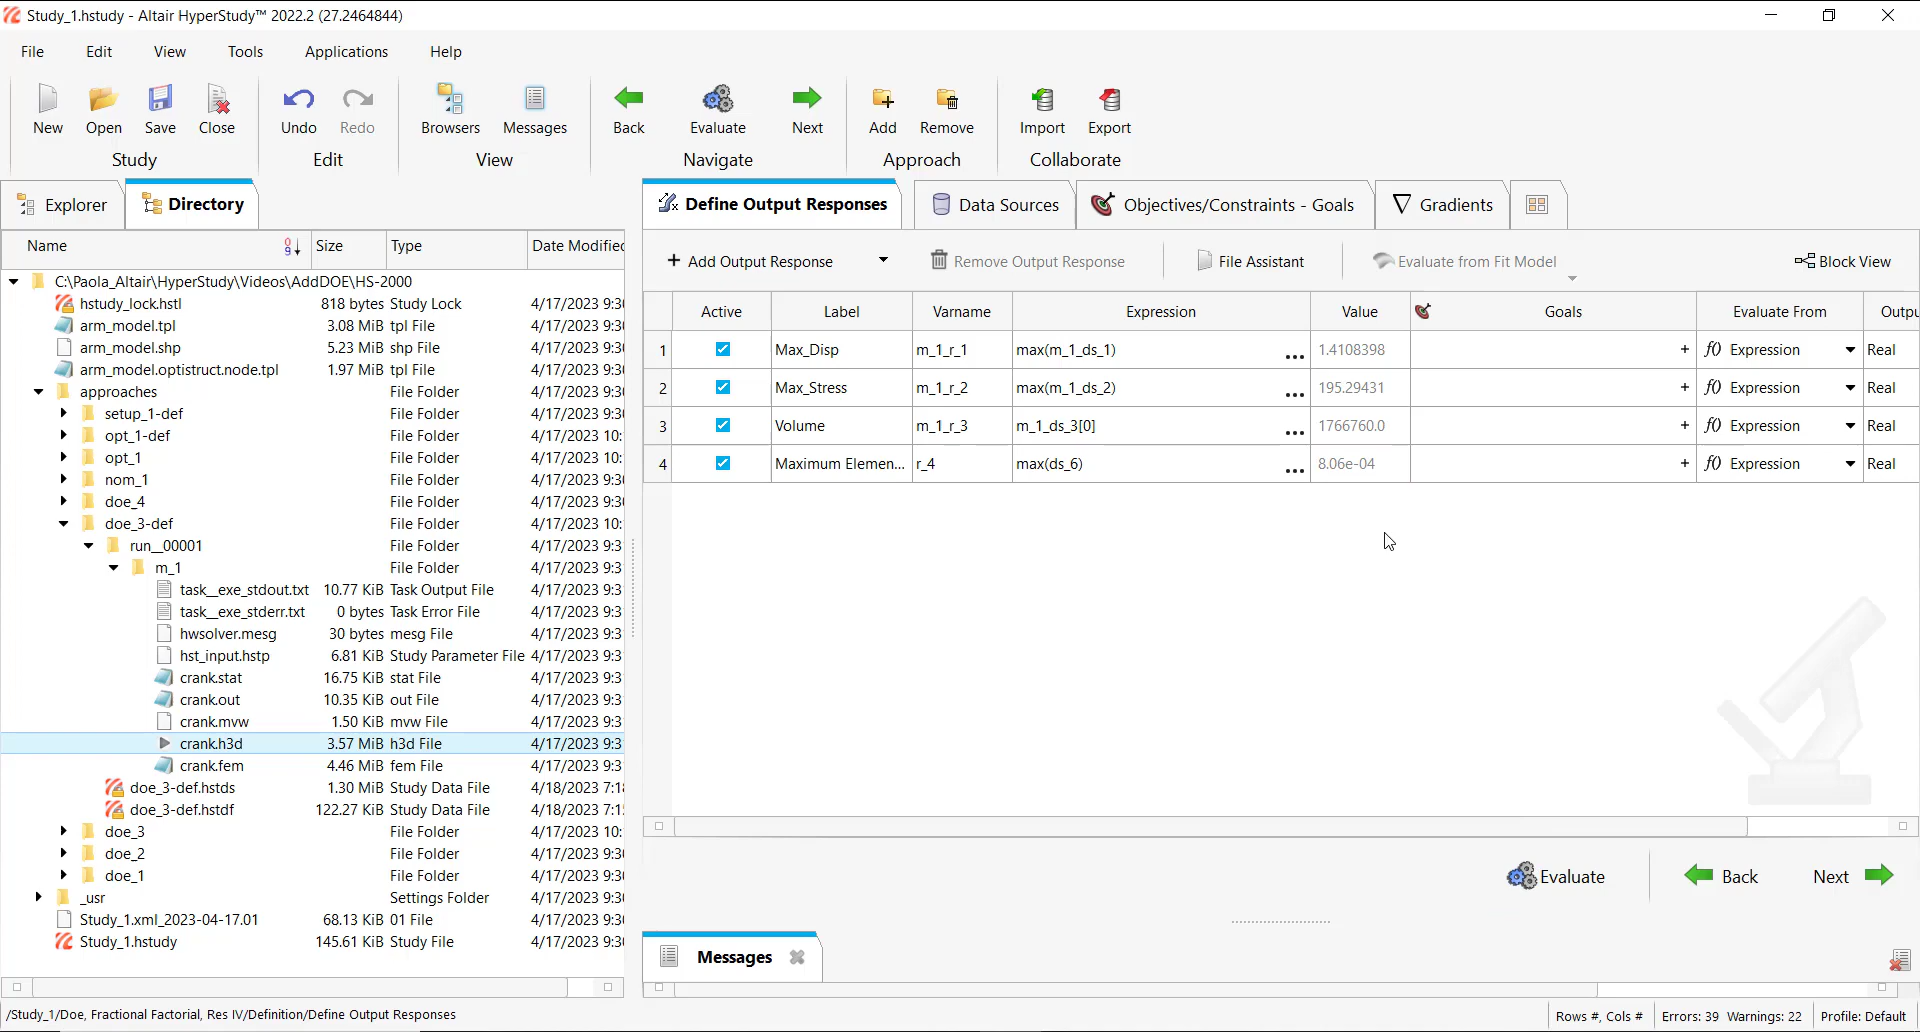 Study_1.hstudy - Altair HyperStudy™ 2022.2 (27.2464844)
File Edit View Tools Applications Help
New Open Save Close Undo Redo Browsers Messages Back Evaluate Next Add Remove Import Export
Study Edit View Navigate Approach Collaborate
Explorer Directory
Name Size Type Date Modified
C:\Paola_Altair\HyperStudy\Videos\AddDOE\HS-2000
hstudy_lock.hstl 818 bytes Study Lock 4/17/2023 9:30
arm_model.tpl 3.08 MiB tpl File 4/17/2023 9:30
arm_model.shp 5.23 MiB shp File 4/17/2023 9:30
arm_model.optistruct.node.tpl 1.97 MiB tpl File 4/17/2023 9:30
approaches File Folder 4/17/2023 9:30
setup_1-def File Folder 4/17/2023 9:30
opt_1-def File Folder 4/17/2023 10:
opt_1 File Folder 4/17/2023 10:
nom_1 File Folder 4/17/2023 9:30
doe_4 File Folder 4/17/2023 9:30
doe_3-def File Folder 4/17/2023 10:
run__00001 File Folder 4/17/2023 9:3
m_1 File Folder 4/17/2023 9:3
task__exe_stdout.txt 10.77 KiB Task Output File 4/17/2023 9:3
task__exe_stderr.txt 0 bytes Task Error File 4/17/2023 9:3
hwsolver.mesg 30 bytes mesg File 4/17/2023 9:3
hst_input.hstp 6.81 KiB Study Parameter File 4/17/2023 9:3
crank.stat 16.75 KiB stat File 4/17/2023 9:3
crank.out 10.35 KiB out File 4/17/2023 9:3
crank.mvw 1.50 KiB mvw File 4/17/2023 9:3
crank.h3d 3.57 MiB h3d File 4/17/2023 9:3
crank.fem 4.46 MiB fem File 4/17/2023 9:3
doe_3-def.hstds 1.30 MiB Study Data File 4/18/2023 7:1
doe_3-def.hstdf 122.27 KiB Study Data File 4/18/2023 7:1
doe_3 File Folder 4/17/2023 10:
doe_2 File Folder 4/17/2023 9:30
doe_1 File Folder 4/17/2023 9:30
_usr Settings Folder 4/17/2023 9:30
Study_1.xml_2023-04-17.01 68.13 KiB 01 File 4/17/2023 9:30
Study_1.hstudy 145.61 KiB Study File 4/17/2023 9:30
Define Output Responses Data Sources Objectives/Constraints - Goals Gradients
+ Add Output Response Remove Output Response File Assistant Evaluate from Fit Model Block View
Active Label Varname Expression Value Goals Evaluate From Outpu
1 Max_Disp m_1_r_1 max(m_1_ds_1) ... 1.4108398 + f() Expression Real
2 Max_Stress m_1_r_2 max(m_1_ds_2) ... 195.29431 + f() Expression Real
3 Volume m_1_r_3 m_1_ds_3[0] ... 1766760.0 + f() Expression Real
4 Maximum Elemen... r_4 max(ds_6) ... 8.06e-04 + f() Expression Real
Evaluate Back Next
Messages
/Study_1/Doe, Fractional Factorial, Res IV/Definition/Define Output Responses
Rows #, Cols # Errors: 39 Warnings: 22 Profile: Default